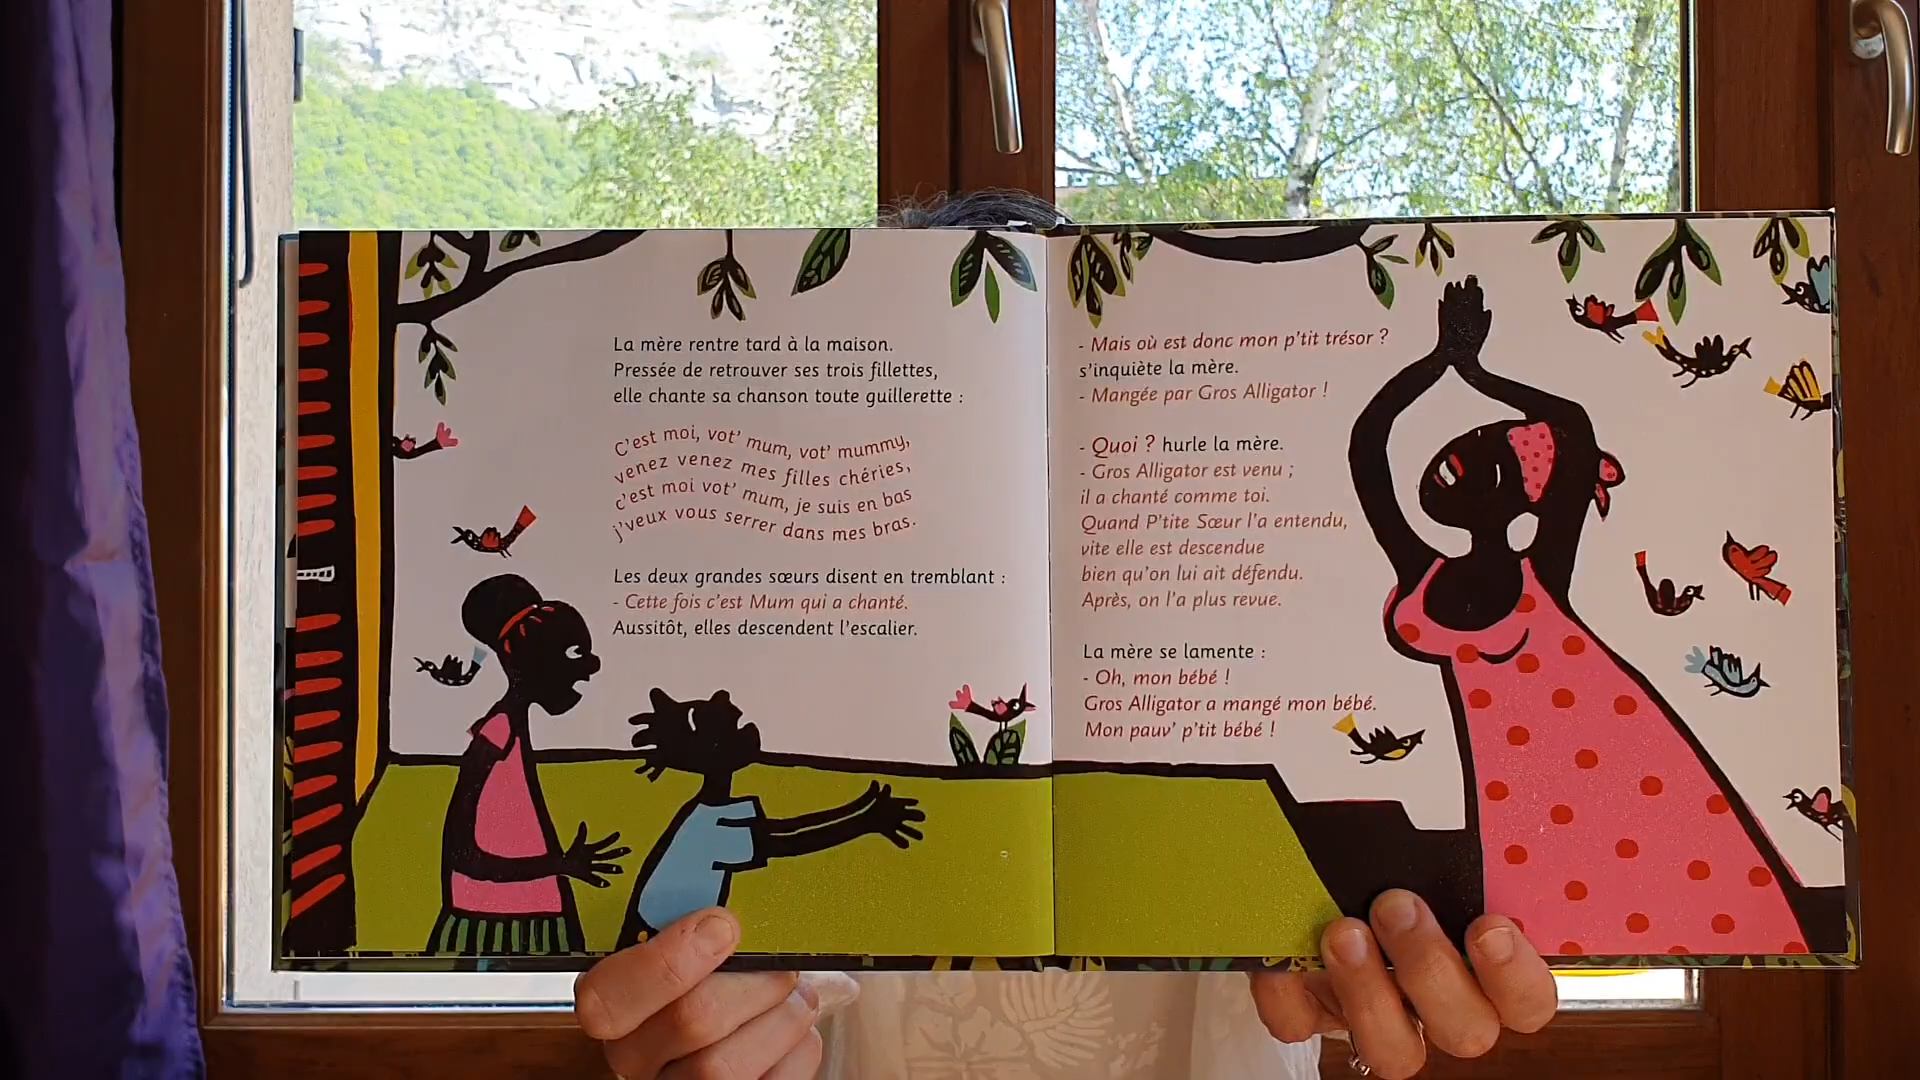 La mère rentre tard à la maison.
Pressée de retrouver ses trois fillettes,
elle chante sa chanson toute guillerette :
C'est moi, vot' mum, vot' mummy,
venez venez mes filles chéries,
c'est moi vot' mum, je suis en bas
j'veux vous serrer dans mes bras.
Les deux grandes sœurs disent en tremblant :
- Cette fois c'est Mum qui a chanté.
Aussitôt, elles descendent l'escalier.
- Mais où est donc mon p'tit trésor ?
s'inquiète la mère.
- Mangée par Gros Alligator !
- Quoi ? hurle la mère.
- Gros Alligator est venu ;
il a chanté comme toi.
Quand P'tite Sœur l'a entendu,
vite elle est descendue
bien qu'on lui ait défendu.
Après, on l'a plus revue.
La mère se lamente :
- Oh, mon bébé !
Gros Alligator a mangé mon bébé.
Mon pauv' p'tit bébé !